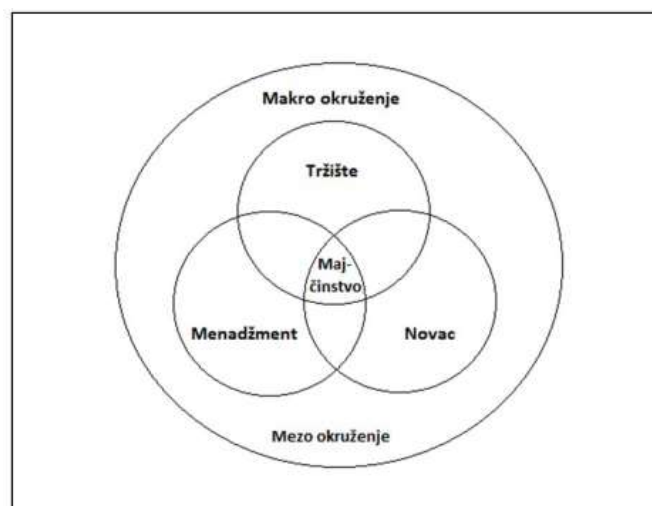 Makro okruženje
Tržište
Maj-
činstvo
Menadžment
Novac
Mezo okruženje